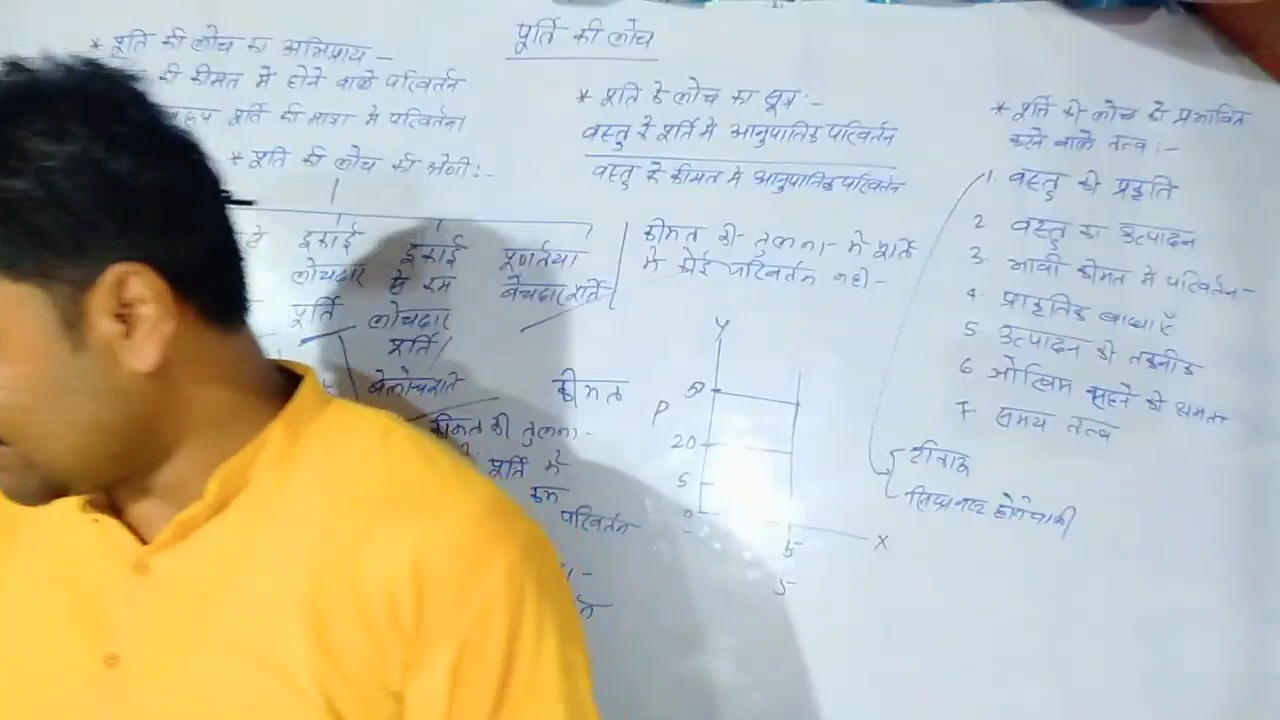 पूर्ति की लोच
* पूर्ति की लोच का अभिप्राय -
की कीमत में होने वाले परिवर्तन
पूर्ति की मात्रा में परिवर्तन।
* पूर्ति की लोच की श्रेणी :-
इकाई
लोचदार
पूर्ति
इकाई
से कम
लोचदार
पूर्ति
पूर्णतया
बेलोचदार पूर्ति
कीमत की तुलना -
पूर्ति में
कम
परिवर्तन
* पूर्ति के लोच का सूत्र :-
वस्तु के पूर्ति में आनुपातिक परिवर्तन
वस्तु के कीमत में आनुपातिक परिवर्तन
कीमत की तुलना में पूर्ति
में कोई परिवर्तन नहीं -
कीमत
Y
P
50
20
5
0
X
5
* पूर्ति की लोच को प्रभावित
करने वाले तत्व :-
1. वस्तु की प्रकृति
2 वस्तु का उत्पादन
3. भावी कीमत में परिवर्तन -
4. प्राकृतिक बाधाएँ
5. उत्पादन की तकनीक
6 जोखिम सहने की क्षमता
7 समय तत्व
टिकाऊ
शीघ्र नष्ट होने वाली